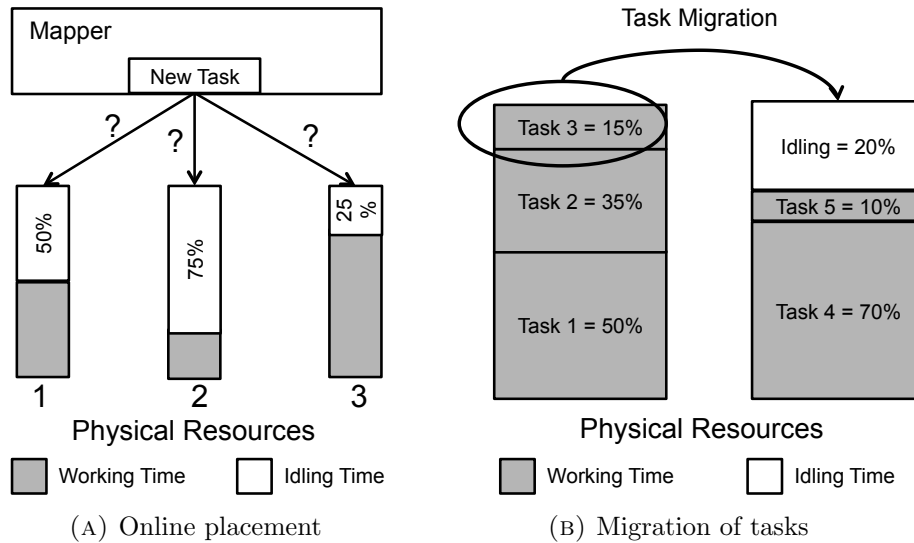 Mapper
New Task
?
?
?
50%
75%
25
%
1
2
3
Physical Resources
Working Time
Idling Time
(A) Online placement
Task Migration
Task 3 = 15%
Task 2 = 35%
Task 1 = 50%
Idling = 20%
Task 5 = 10%
Task 4 = 70%
Physical Resources
Working Time
Idling Time
(B) Migration of tasks